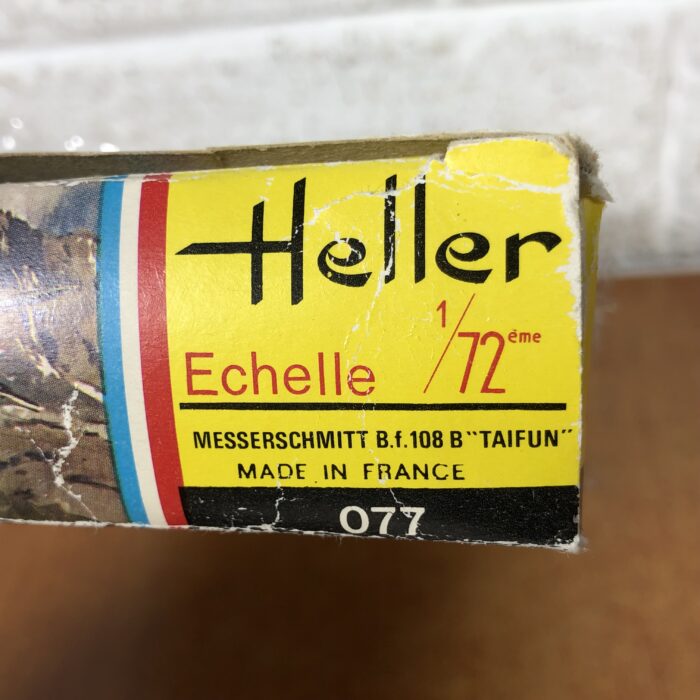 Heller
Echelle 1/72ème
MESSERSCHMITT B.f.108 B "TAIFUN"
MADE IN FRANCE
077